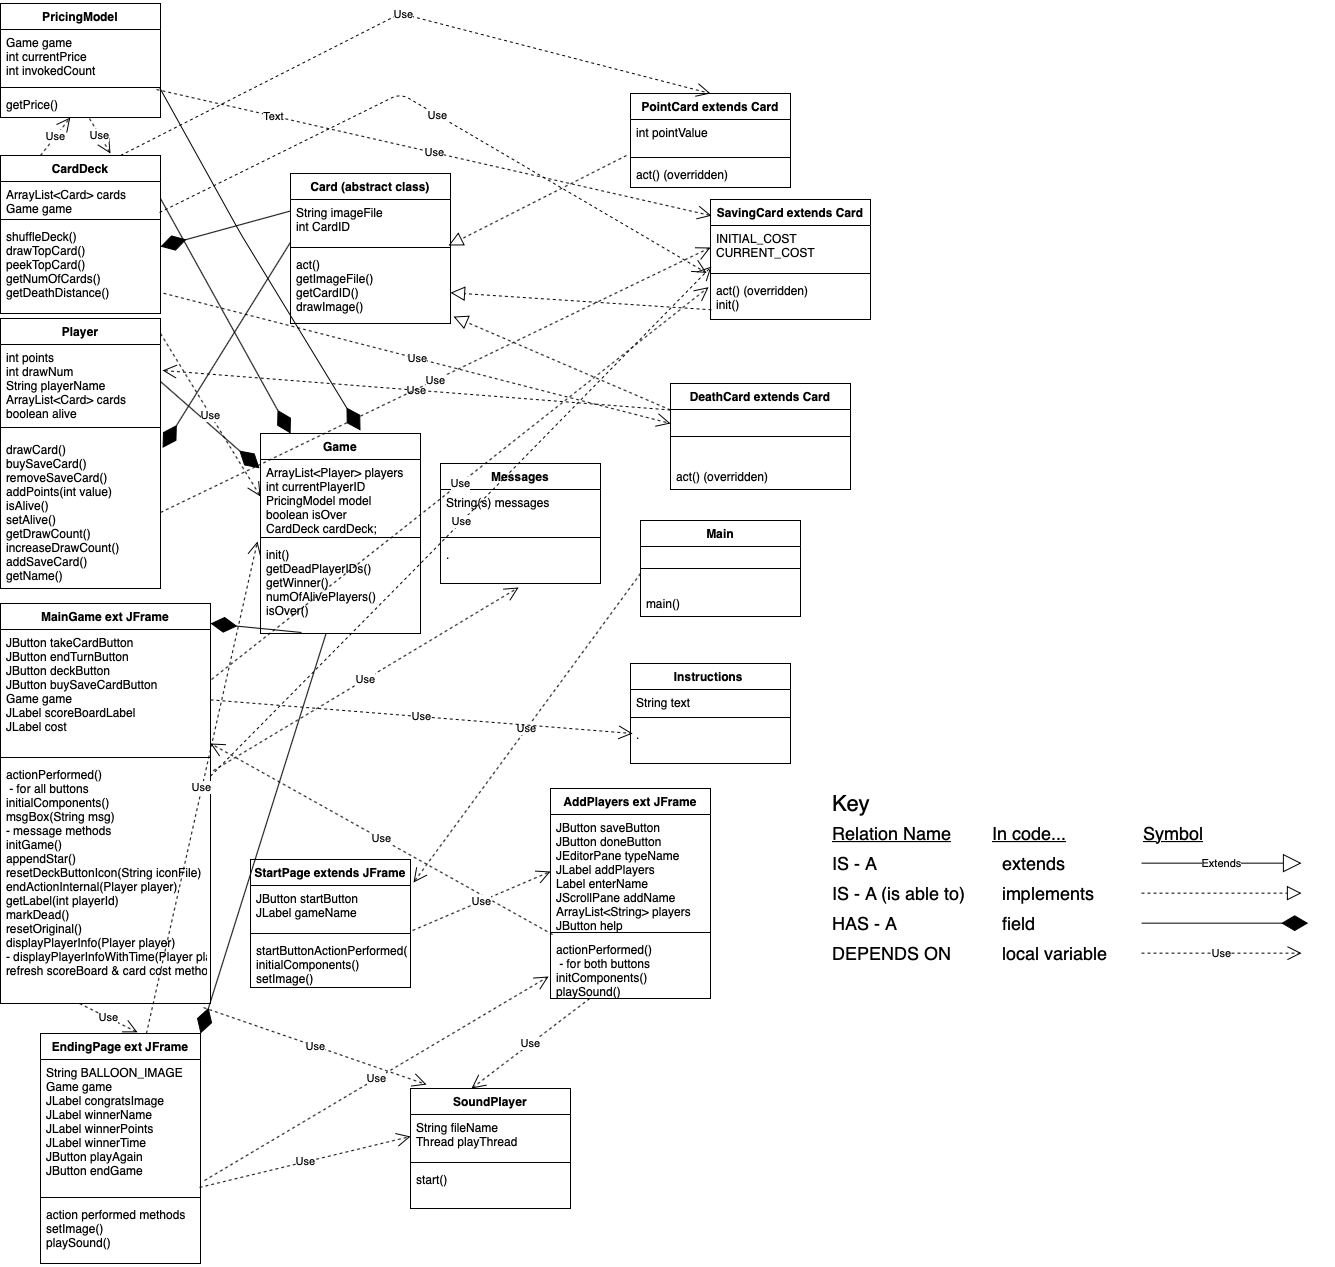 PricingModel
Game game
int currentPrice
int invokedCount
getPrice()
Use
Use
Use
Text
Use
Use
CardDeck
ArrayList<Card> cards
Game game
shuffleDeck()
drawTopCard()
peekTopCard()
getNumOfCards()
getDeathDistance()
Card (abstract class)
String imageFile
int CardID
act()
getImageFile()
getCardID()
drawImage()
PointCard extends Card
int pointValue
act() (overridden)
SavingCard extends Card
INITIAL_COST
CURRENT_COST
act() (overridden)
init()
Player
int points
int drawNum
String playerName
ArrayList<Card> cards
boolean alive
drawCard()
buySaveCard()
removeSaveCard()
addPoints(int value)
isAlive()
setAlive()
getDrawCount()
increaseDrawCount()
addSaveCard()
getName()
Use
Use
Use
Use
DeathCard extends Card
act() (overridden)
Game
ArrayList<Player> players
int currentPlayerID
PricingModel model
boolean isOver
CardDeck cardDeck;
init()
getDeadPlayerIDs()
getWinner()
numOfAlivePlayers()
isOver()
Messages
Use
String(s) messages
Use
.
Main
main()
MainGame ext JFrame
JButton takeCardButton
JButton endTurnButton
JButton deckButton
JButton buySaveCardButton
Game game
JLabel scoreBoardLabel
JLabel cost
actionPerformed()
- for all buttons
initialComponents()
msgBox(String msg)
- message methods
initGame()
appendStar()
resetDeckButtonIcon(String iconFile)
endActionInternal(Player player)
getLabel(int playerId)
markDead()
resetOriginal()
displayPlayerInfo(Player player)
- displayPlayerInfoWithTime(Player pla
refresh scoreBoard & card cost metho
Use
Use
Use
Use
Instructions
String text
.
Use
AddPlayers ext JFrame
JButton saveButton
JButton doneButton
JEditorPane typeName
JLabel addPlayers
Label enterName
JScrollPane addName
ArrayList<String> players
JButton help
actionPerformed()
- for both buttons
initComponents()
playSound()
StartPage extends JFrame
JButton startButton
JLabel gameName
startButtonActionPerformed(
initialComponents()
setImage()
Use
Key
Relation Name In code... Symbol
IS - A extends Extends
IS - A (is able to) implements
HAS - A field
DEPENDS ON local variable Use
Use
Use
Use
Use
EndingPage ext JFrame
String BALLOON_IMAGE
Game game
JLabel congratsImage
JLabel winnerName
JLabel winnerPoints
JLabel winnerTime
JButton playAgain
JButton endGame
action performed methods
setImage()
playSound()
SoundPlayer
String fileName
Thread playThread
start()
Use